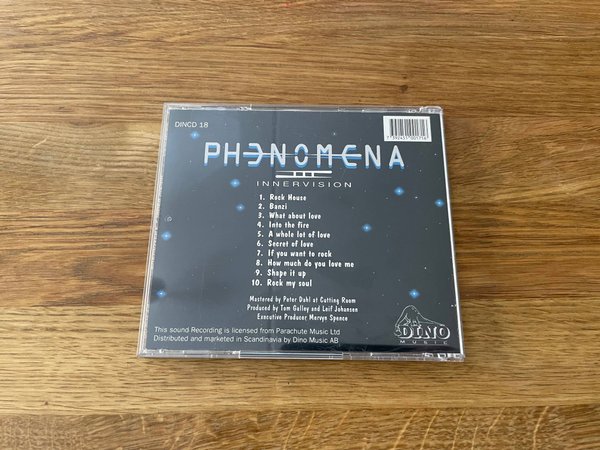 DINCD 18
7 392431 001756
PHENOMENA
III
INNERVISION
1. Rock House
2. Banzi
3. What about love
4. Into the fire
5. A whole lot of love
6. Secret of love
7. If you want to rock
8. How much do you love me
9. Shape it up
10. Rock my soul
Mastered by Peter Dahl at Cutting Room
Produced by Tom Galley and Leif Johansen
Executive Producer Mervyn Spence
This sound Recording is licensed from Parachute Music Ltd
Distributed and marketed in Scandinavia by Dino Music AB
DINO
MUSIC